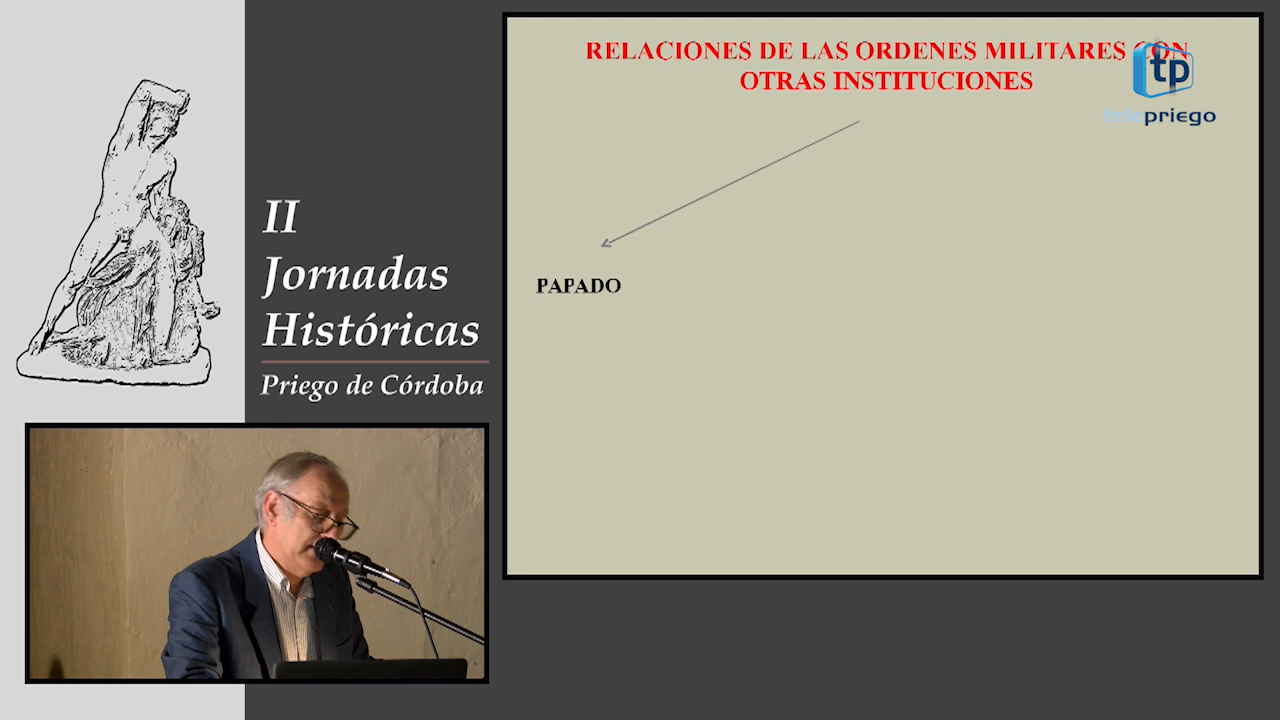 II
Jornadas
Históricas
Priego de Córdoba
RELACIONES DE LAS ORDENES MILITARES CON
OTRAS INSTITUCIONES
tp
telepriego
PAPADO